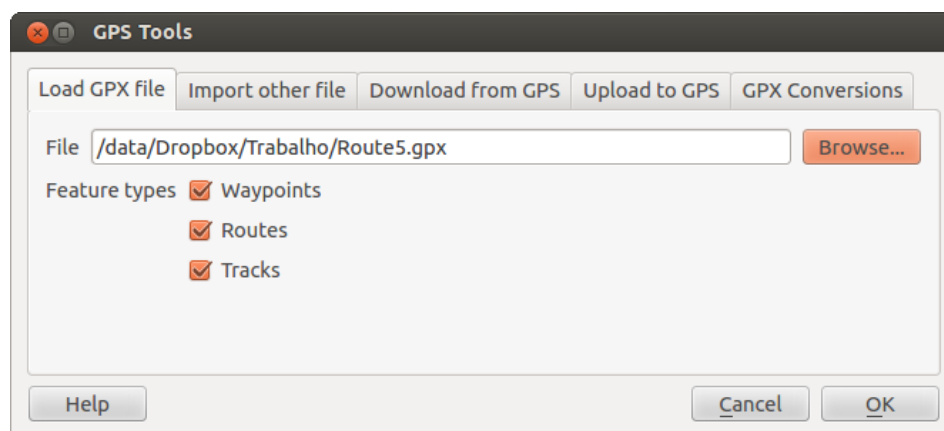 GPS Tools
Load GPX file Import other file Download from GPS Upload to GPS GPX Conversions
File /data/Dropbox/Trabalho/Route5.gpx Browse...
Feature types Waypoints
Routes
Tracks
Help Cancel OK